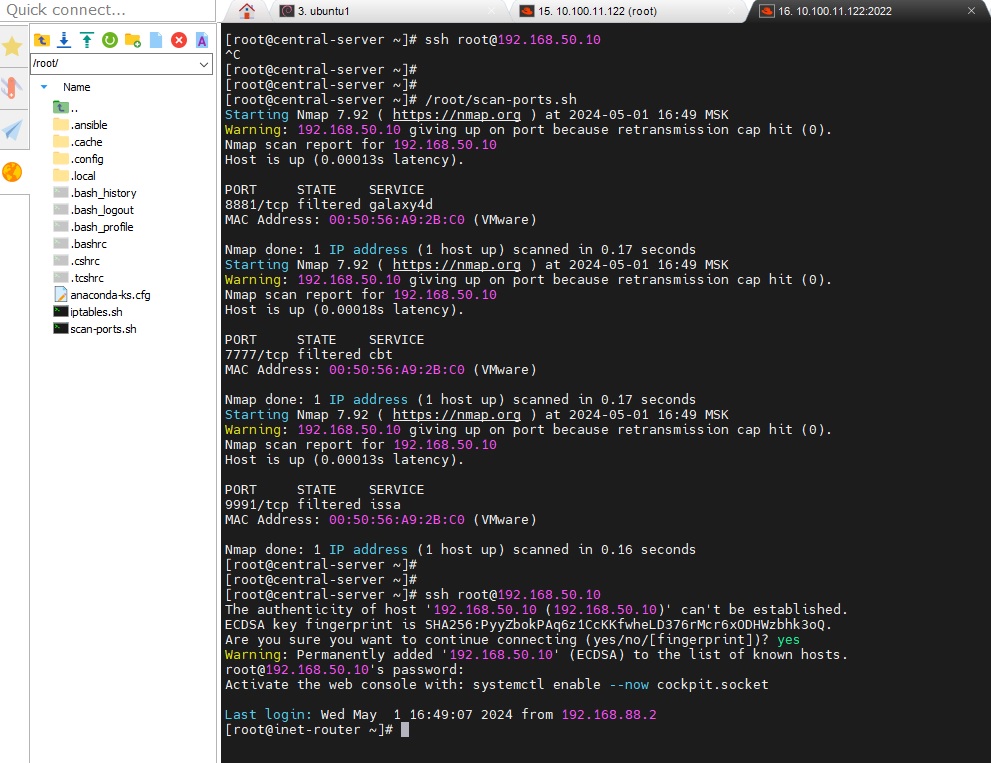 Quick connect...
3. ubuntu1
15. 10.100.11.122 (root)
16. 10.100.11.122:2022
/root/
Name
..
.ansible
.cache
.config
.local
.bash_history
.bash_logout
.bash_profile
.bashrc
.cshrc
.tcshrc
anaconda-ks.cfg
iptables.sh
scan-ports.sh
[root@central-server ~]# ssh root@192.168.50.10
^C
[root@central-server ~]#
[root@central-server ~]#
[root@central-server ~]# /root/scan-ports.sh
Starting Nmap 7.92 ( https://nmap.org ) at 2024-05-01 16:49 MSK
Warning: 192.168.50.10 giving up on port because retransmission cap hit (0).
Nmap scan report for 192.168.50.10
Host is up (0.00013s latency).
PORT STATE SERVICE
8881/tcp filtered galaxy4d
MAC Address: 00:50:56:A9:2B:C0 (VMware)
Nmap done: 1 IP address (1 host up) scanned in 0.17 seconds
Starting Nmap 7.92 ( https://nmap.org ) at 2024-05-01 16:49 MSK
Warning: 192.168.50.10 giving up on port because retransmission cap hit (0).
Nmap scan report for 192.168.50.10
Host is up (0.00018s latency).
PORT STATE SERVICE
7777/tcp filtered cbt
MAC Address: 00:50:56:A9:2B:C0 (VMware)
Nmap done: 1 IP address (1 host up) scanned in 0.17 seconds
Starting Nmap 7.92 ( https://nmap.org ) at 2024-05-01 16:49 MSK
Warning: 192.168.50.10 giving up on port because retransmission cap hit (0).
Nmap scan report for 192.168.50.10
Host is up (0.00013s latency).
PORT STATE SERVICE
9991/tcp filtered issa
MAC Address: 00:50:56:A9:2B:C0 (VMware)
Nmap done: 1 IP address (1 host up) scanned in 0.16 seconds
[root@central-server ~]#
[root@central-server ~]#
[root@central-server ~]# ssh root@192.168.50.10
The authenticity of host '192.168.50.10 (192.168.50.10)' can't be established.
ECDSA key fingerprint is SHA256:PyyZbokPAq6z1CcKKfwheLD376rMcr6xODHWzbhk3oQ.
Are you sure you want to continue connecting (yes/no/[fingerprint])? yes
Warning: Permanently added '192.168.50.10' (ECDSA) to the list of known hosts.
root@192.168.50.10's password:
Activate the web console with: systemctl enable --now cockpit.socket
Last login: Wed May  1 16:49:07 2024 from 192.168.88.2
[root@inet-router ~]#